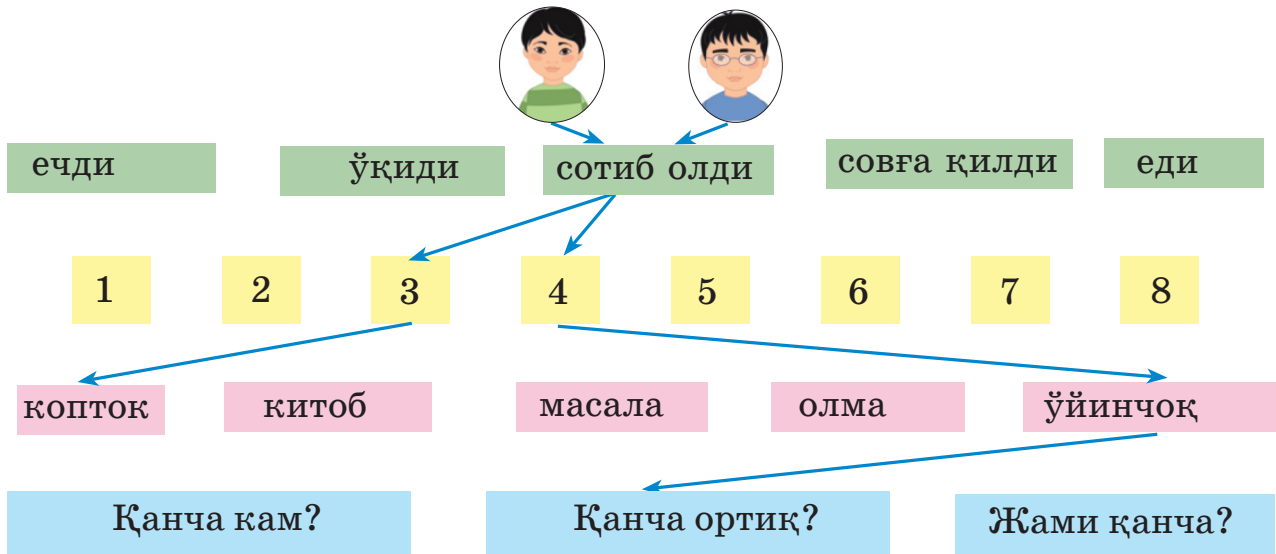 ечди ўқиди сотиб олди совға қилди еди
1 2 3 4 5 6 7 8
копток китоб масала олма ўйинчоқ
Қанча кам? Қанча ортиқ? Жами қанча?